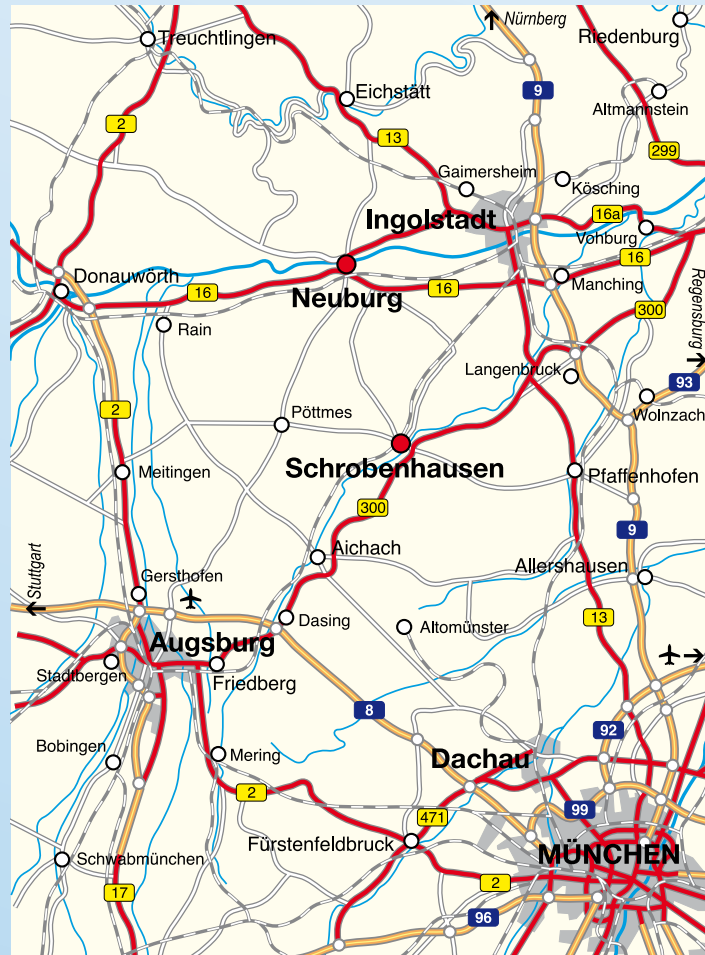 Nürnberg
Treuchtlingen
Riedenburg
Eichstätt
9
Altmannstein
2
13
299
Gaimersheim
Kösching
Ingolstadt
16a
Vohburg
Donauwörth
16
Neuburg
16
16
Manching
Regensburg
300
Rain
Langenbruck
93
2
Pöttmes
Wolnzach
Schrobenhausen
Meitingen
Pfaffenhofen
300
9
Aichach
Stuttgart
Gersthofen
Allershausen
Dasing
Altomünster
13
Augsburg
Stadtbergen
Friedberg
8
92
Bobingen
Mering
Dachau
2
99
471
Fürstenfeldbruck
MÜNCHEN
Schwabmünchen
2
17
96